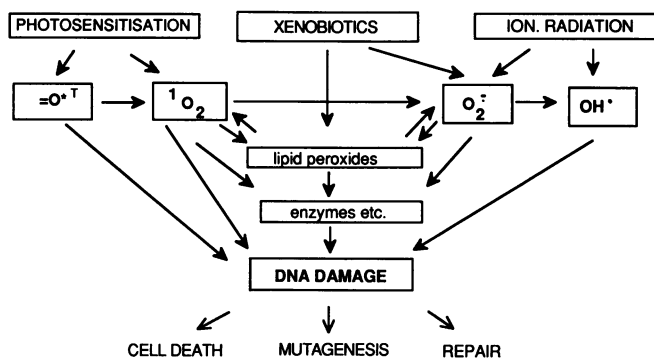 PHOTOSENSITISATION
XENOBIOTICS
ION. RADIATION
=O*ᵀ
¹O₂
O₂⁻̇
OH•
lipid peroxides
enzymes etc.
DNA DAMAGE
CELL DEATH
MUTAGENESIS
REPAIR